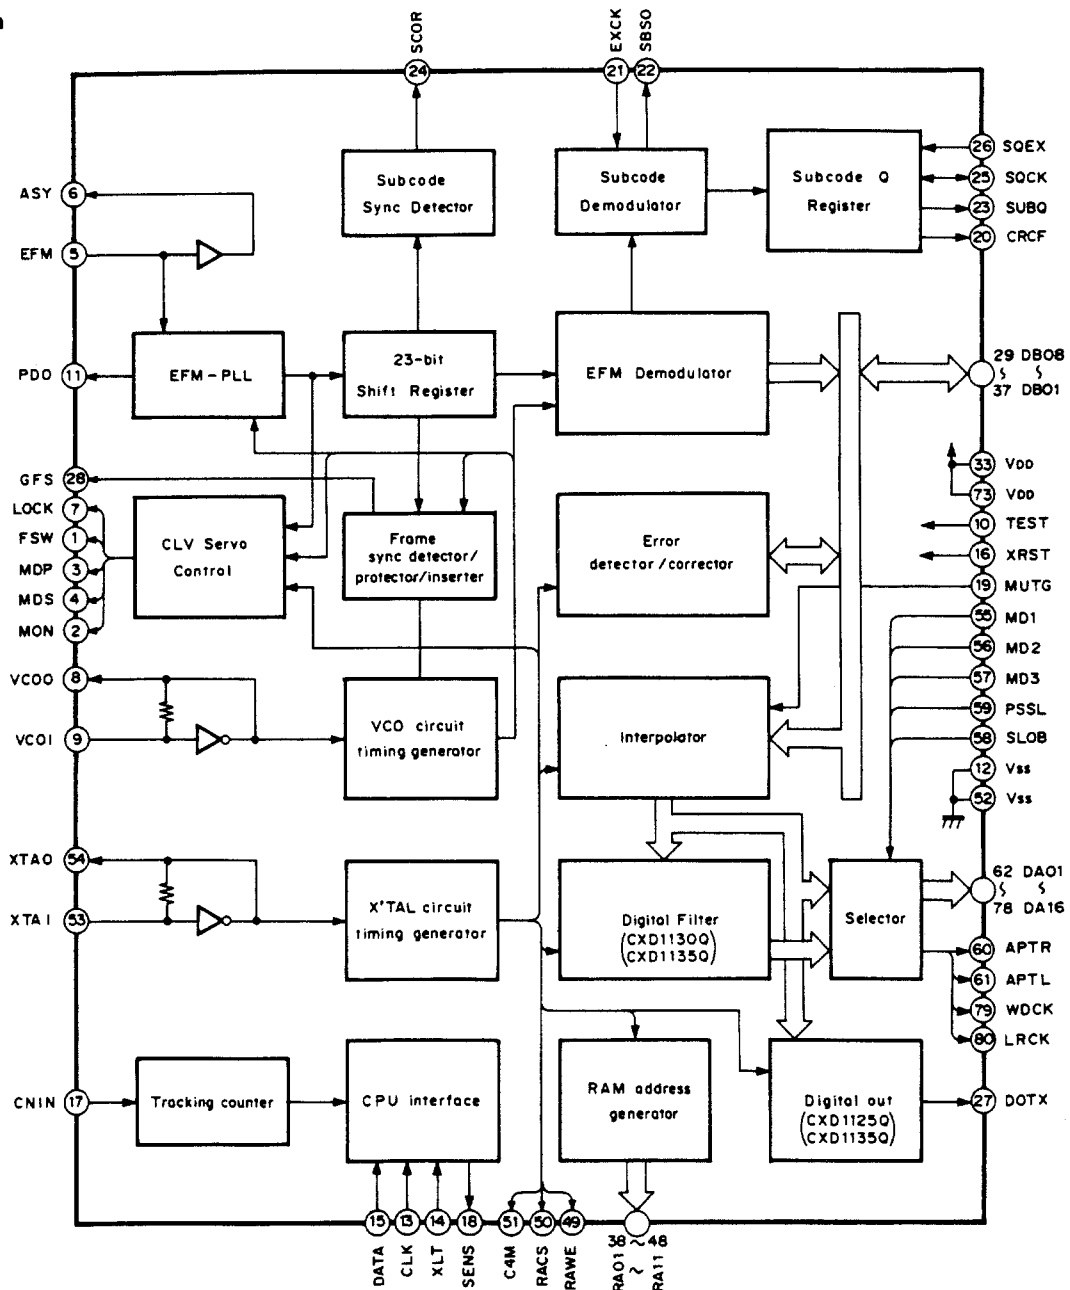 SCOR
EXCK
SBSO
24
21
22
Subcode
Sync Detector
Subcode
Demodulator
Subcode Q
Register
26 SQEX
25 SQCK
23 SUBQ
20 CRCF
ASY 6
EFM 5
PDO 11
EFM-PLL
23-bit
Shift Register
EFM Demodulator
29 DB08
37 DB01
GFS 28
LOCK 7
FSW 1
MDP 3
MDS 4
MON 2
CLV Servo
Control
Frame
sync detector/
protector/inserter
Error
detector/corrector
33 VDD
73 VDD
10 TEST
16 XRST
19 MUTG
55 MD1
56 MD2
57 MD3
59 PSSL
58 SLOB
12 Vss
52 Vss
VCOO 8
VCOI 9
VCO circuit
timing generator
Interpolator
XTAO 54
XTAI 53
X'TAL circuit
timing generator
Digital Filter
(CXD1130Q
CXD1135Q)
Selector
62 DA01
78 DA16
60 APTR
61 APTL
79 WDCK
80 LRCK
CNIN 17
Tracking counter
CPU interface
RAM address
generator
Digital out
(CXD1125Q
CXD1135Q)
27 DOTX
15
13
14
18
51
50
49
38 ~ 48
DATA
CLK
XLT
SENS
C4M
RACS
RAWE
RA01 ~ RA11